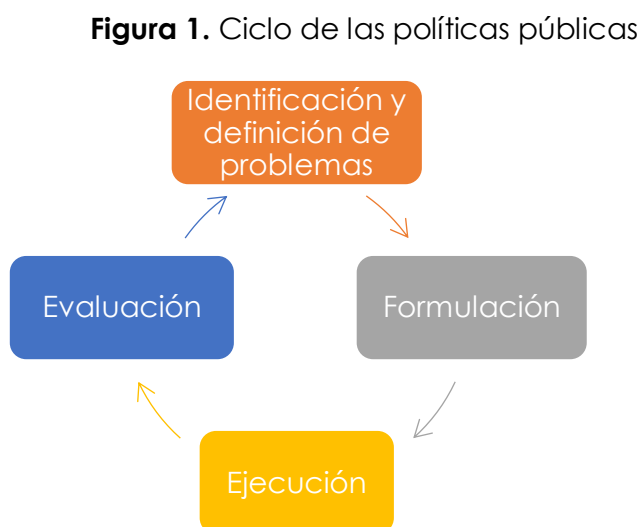 Figura 1. Ciclo de las políticas públicas
Identificación y
definición de
problemas
Evaluación
Formulación
Ejecución